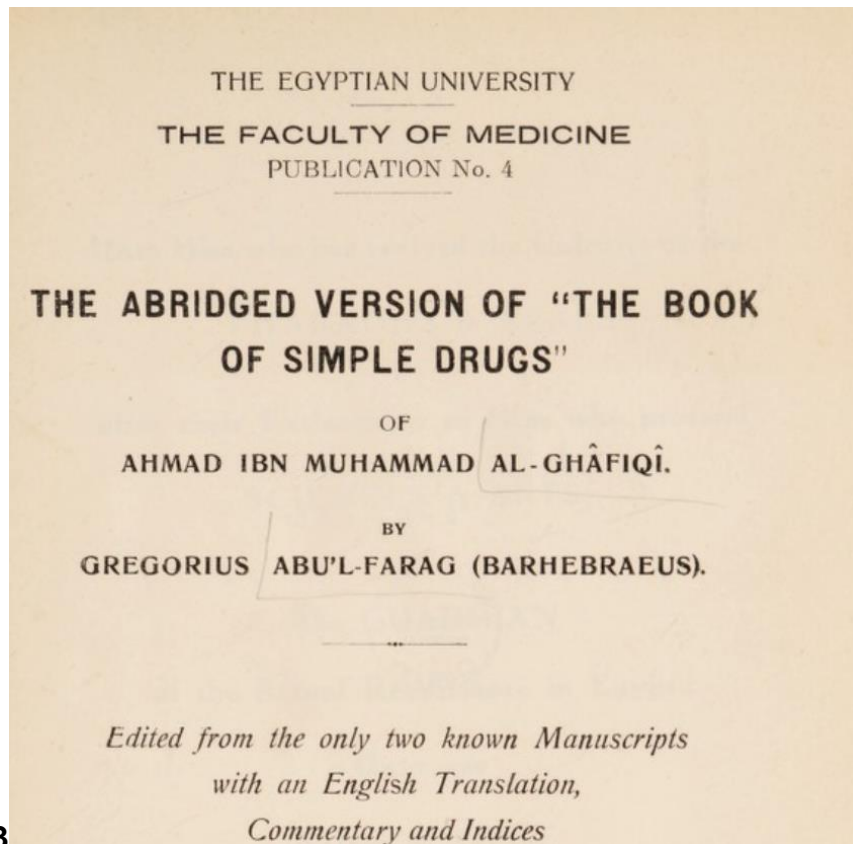 THE EGYPTIAN UNIVERSITY
THE FACULTY OF MEDICINE
PUBLICATION No. 4
THE ABRIDGED VERSION OF “THE BOOK
OF SIMPLE DRUGS”
OF
AHMAD IBN MUHAMMAD AL-GHÂFIQÎ.
BY
GREGORIUS ABU'L-FARAG (BARHEBRAEUS).
Edited from the only two known Manuscripts
with an English Translation,
Commentary and Indices